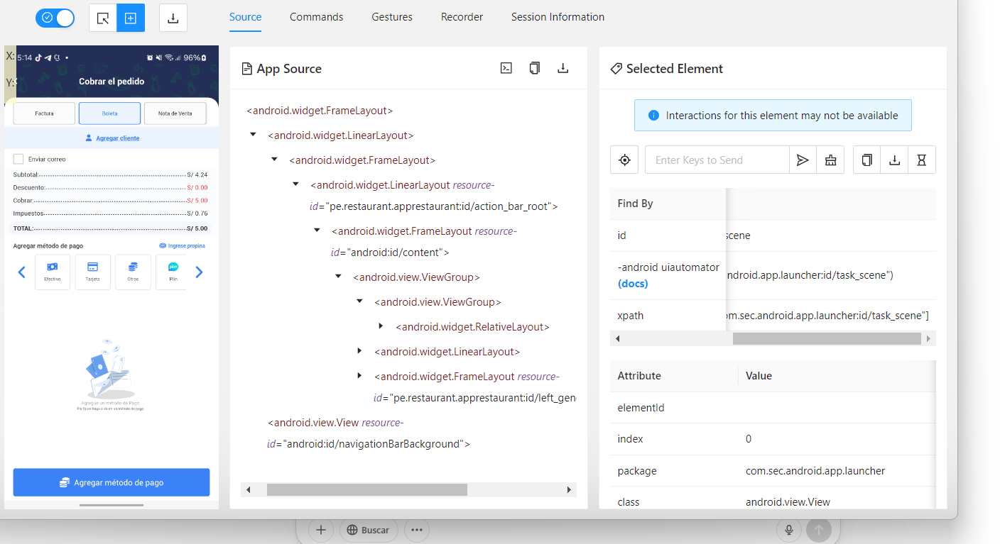 Source
Commands
Gestures
Recorder
Session Information
X:
Y:
5:14
96%
Cobrar el pedido
Factura
Boleta
Nota de Venta
Agregar cliente
Enviar correo
Subtotal: S/ 4.24
Descuento: S/ 0.00
Cobrar: S/ 5.00
Impuestos S/ 0.76
TOTAL: S/ 5.00
Agregar método de pago
Ingrese propina
Efectivo
Tarjeta
Otros
plin
Plin
Agregue un método de Pago
Por favor haga click en un método de pago
Agregar método de pago
App Source
<android.widget.FrameLayout>
<android.widget.LinearLayout>
<android.widget.FrameLayout>
<android.widget.LinearLayout resource-
id="pe.restaurant.apprestaurant:id/action_bar_root">
<android.widget.FrameLayout resource-
id="android:id/content">
<android.view.ViewGroup>
<android.view.ViewGroup>
<android.widget.RelativeLayout>
<android.widget.LinearLayout>
<android.widget.FrameLayout resource-
id="pe.restaurant.apprestaurant:id/left_gen
<android.view.View resource-
id="android:id/navigationBarBackground">
Selected Element
Interactions for this element may not be available
Enter Keys to Send
Find By
id scene
-android uiautomator
(docs)
ndroid.app.launcher:id/task_scene")
xpath om.sec.android.app.launcher:id/task_scene"]
Attribute Value
elementId
index 0
package com.sec.android.app.launcher
class android.view.View
Buscar